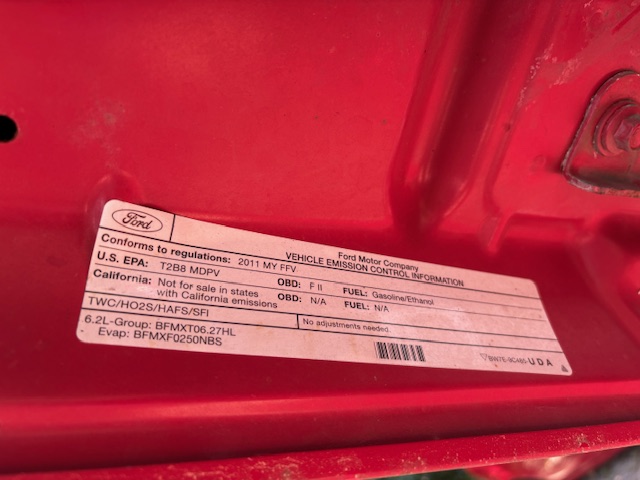 Ford
Ford Motor Company
VEHICLE EMISSION CONTROL INFORMATION
Conforms to regulations: 2011 MY FFV
U.S. EPA: T2B8 MDPV OBD: F II FUEL: Gasoline/Ethanol
California: Not for sale in states with California emissions OBD: N/A FUEL: N/A
TWC/HO2S/HAFS/SFI
No adjustments needed.
6.2L-Group: BFMXT06.27HL
Evap: BFMXF0250NBS
UDA